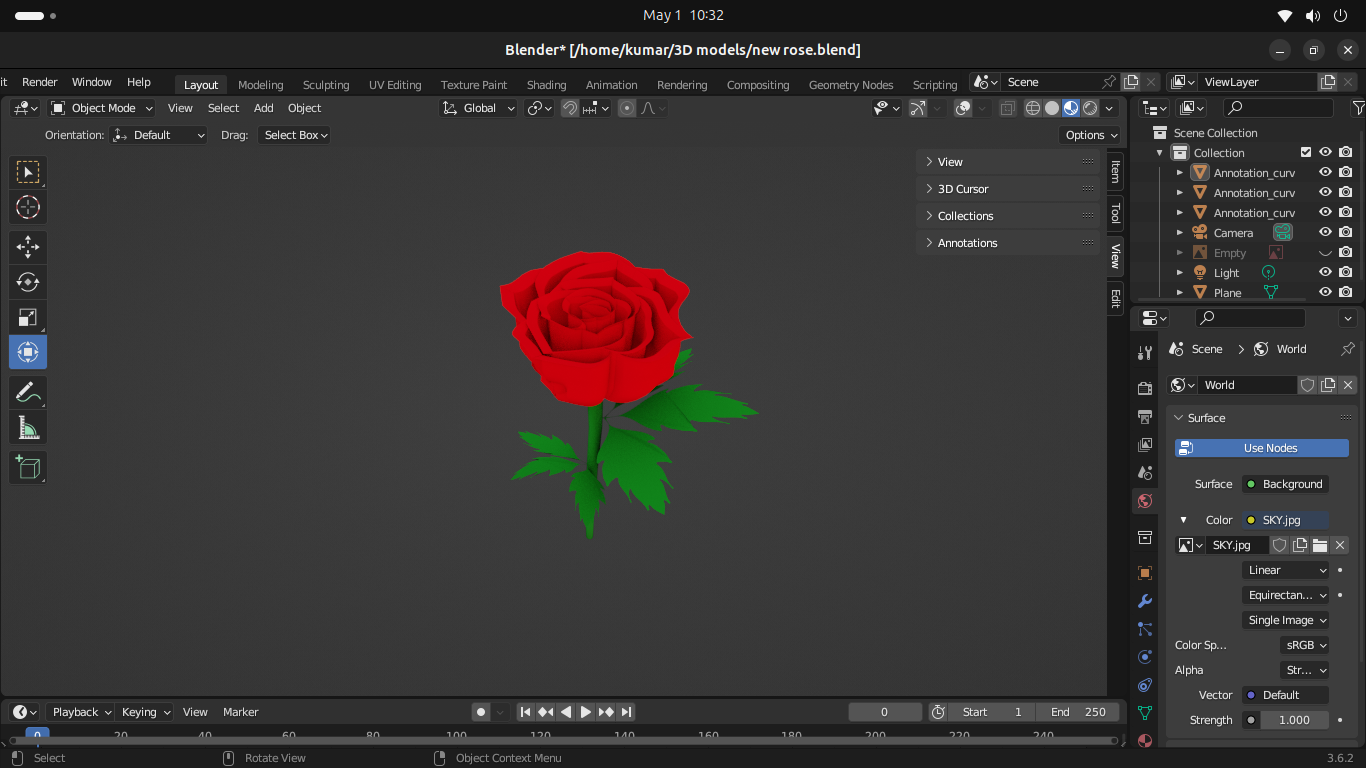 May 1 10:32
Blender* [/home/kumar/3D models/new rose.blend]
it Render Window Help Layout Modeling Sculpting UV Editing Texture Paint Shading Animation Rendering Compositing Geometry Nodes Scripting Scene ViewLayer
Object Mode View Select Add Object Global
Orientation: Default Drag: Select Box Options
View
3D Cursor
Collections
Annotations
Item
Tool
View
Edit
Scene Collection
Collection
Annotation_curv
Annotation_curv
Annotation_curv
Camera
Empty
Light
Plane
Scene > World
World
Surface
Use Nodes
Surface Background
Color SKY.jpg
SKY.jpg
Linear
Equirectan...
Single Image
Color Sp... sRGB
Alpha Str...
Vector Default
Strength 1.000
Playback Keying View Marker 0 Start 1 End 250
0 20 40 60 80 100 120 140 160 180 200 220 240
Select Rotate View Object Context Menu 3.6.2